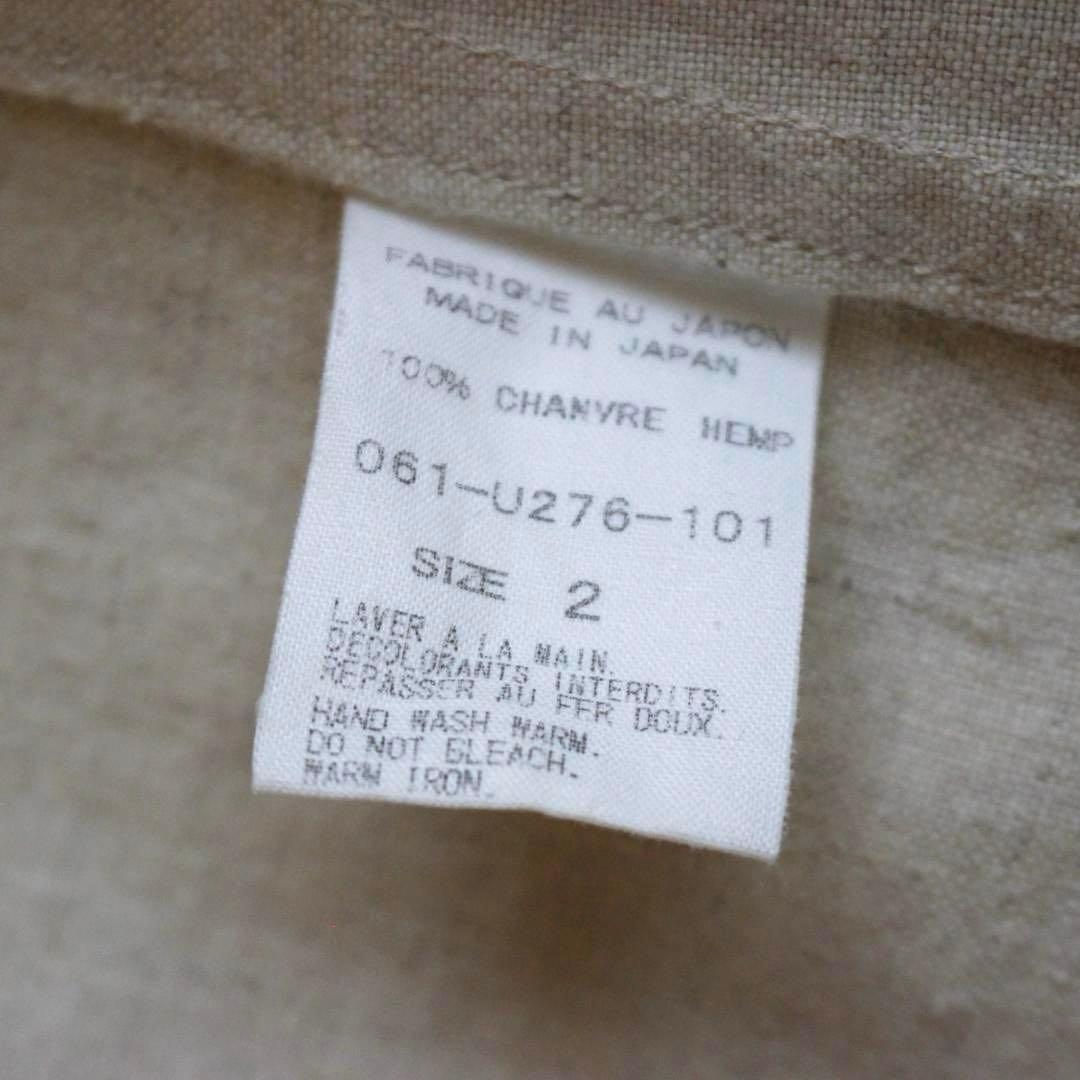 FABRIQUE AU JAPON
MADE IN JAPAN
100% CHANVRE HEMP
061-U276-101
SIZE 2
LAVER A LA MAIN.
DECOLORANTS INTERDITS.
REPASSER AU FER DOUX.
HAND WASH WARM.
DO NOT BLEACH.
WARM IRON.